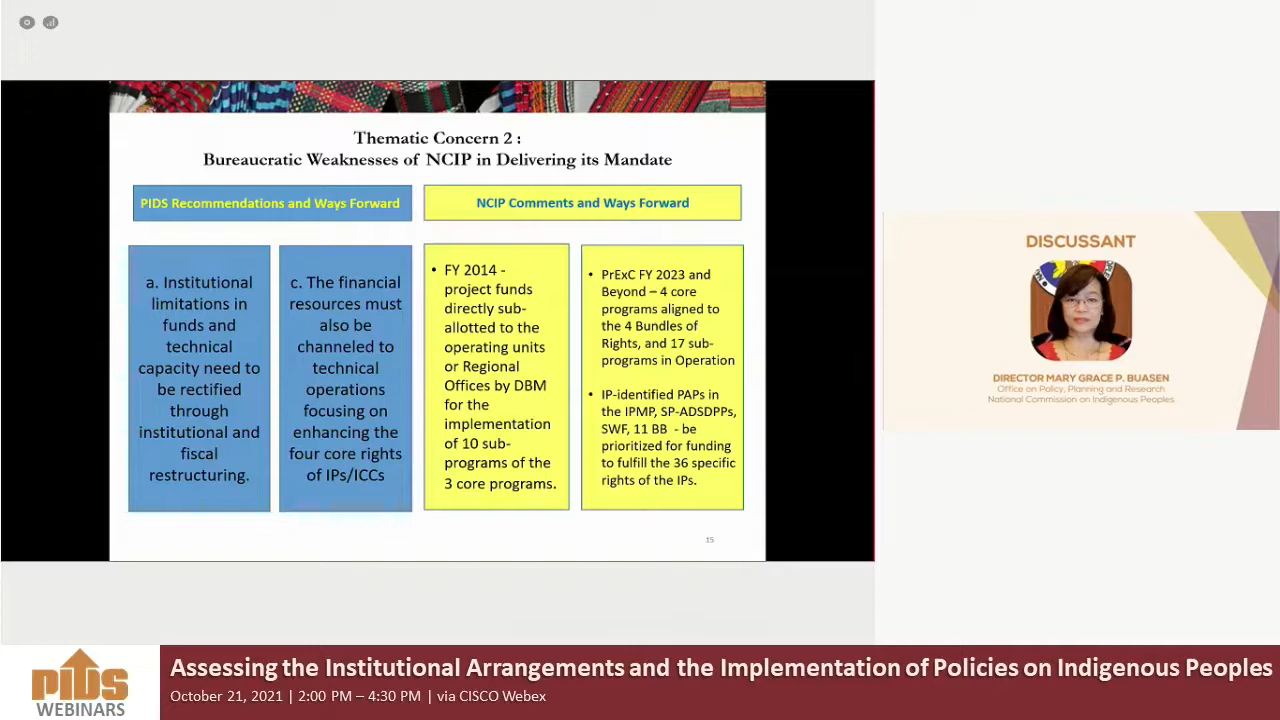 Thematic Concern 2 :
Bureaucratic Weaknesses of NCIP in Delivering its Mandate
PIDS Recommendations and Ways Forward
NCIP Comments and Ways Forward
a. Institutional
limitations in
funds and
technical
capacity need to
be rectified
through
institutional and
fiscal
restructuring.
c. The financial
resources must
also be
channeled to
technical
operations
focusing on
enhancing the
four core rights
of IPs/ICCs
• FY 2014 -
project funds
directly sub-
allotted to the
operating units
or Regional
Offices by DBM
for the
implementation
of 10 sub-
programs of the
3 core programs.
• PrExC FY 2023 and
Beyond – 4 core
programs aligned to
the 4 Bundles of
Rights, and 17 sub-
programs in Operation
• IP-identified PAPs in
the IPMP, SP-ADSDPPs,
SWF, 11 BB - be
prioritized for funding
to fulfill the 36 specific
rights of the IPs.
15
DISCUSSANT
DIRECTOR MARY GRACE P. BUASEN
Office on Policy, Planning and Research
National Commission on Indigenous Peoples
PIDS
WEBINARS
Assessing the Institutional Arrangements and the Implementation of Policies on Indigenous Peoples
October 21, 2021 | 2:00 PM – 4:30 PM | via CISCO Webex